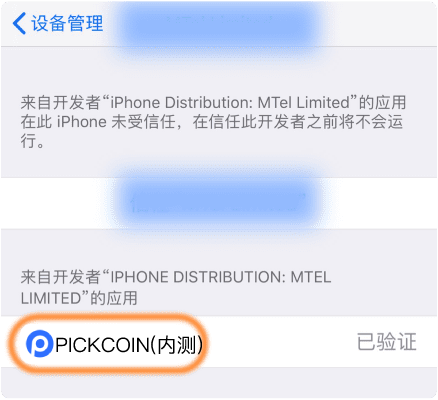 设备管理
来自开发者“iPhone Distribution: MTel Limited”的应用
在此 iPhone 未受信任，在信任此开发者之前将不会运
行。
来自开发者“IPHONE DISTRIBUTION: MTEL
LIMITED”的应用
PICKCOIN(内测) 已验证